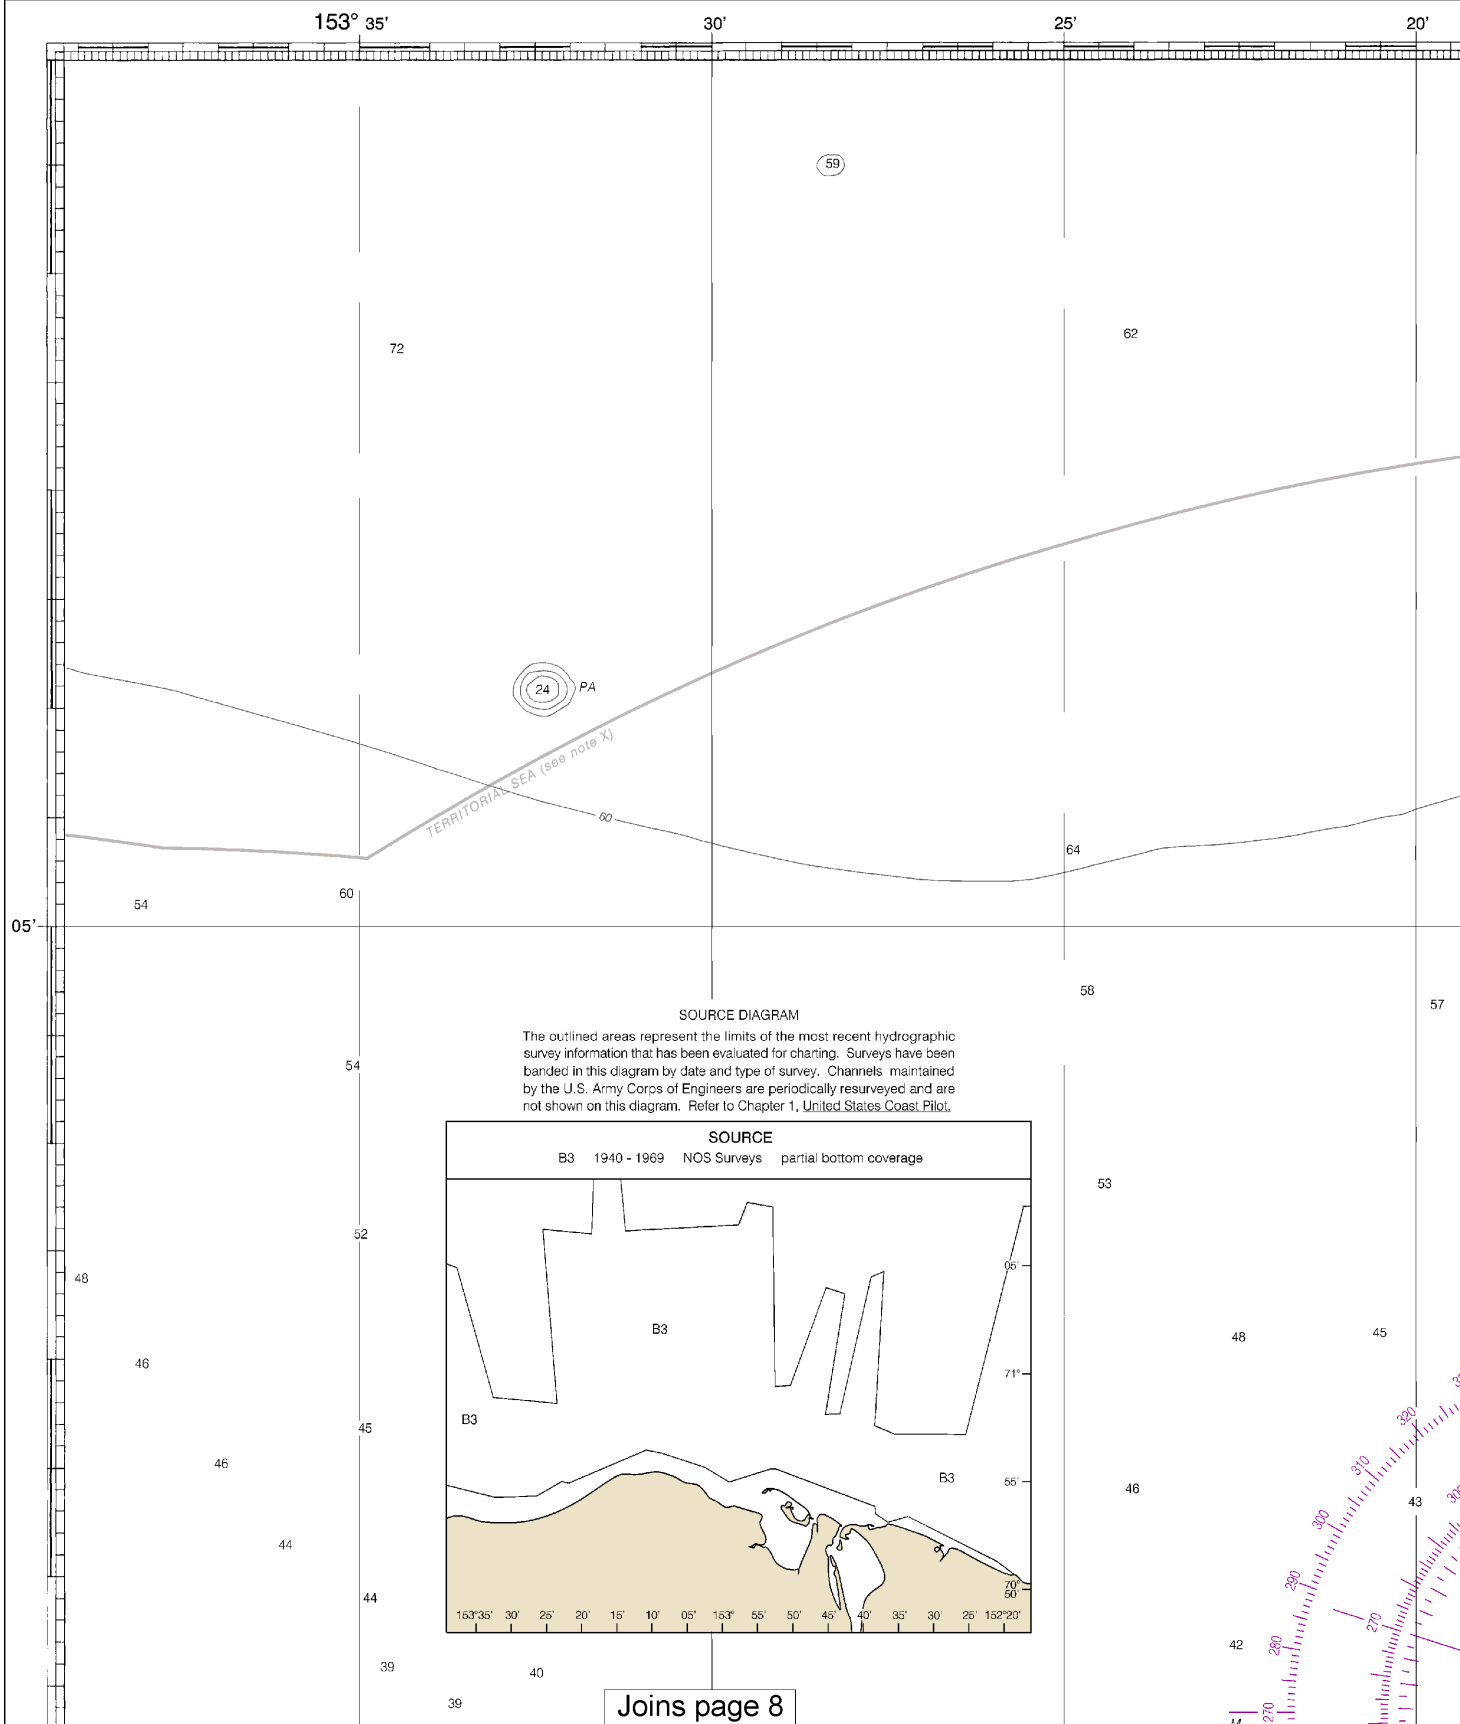 153° 35' 30' 25' 20'
59
62
72
24 PA
TERRITORIAL SEA (see note X)
60
64
60
54
05'
58
57
SOURCE DIAGRAM
The outlined areas represent the limits of the most recent hydrographic
survey information that has been evaluated for charting. Surveys have been
banded in this diagram by date and type of survey. Channels maintained
by the U.S. Army Corps of Engineers are periodically resurveyed and are
not shown on this diagram. Refer to Chapter 1, United States Coast Pilot.
54
SOURCE
B3 1940 - 1969 NOS Surveys partial bottom coverage
53
52
05'
48
B3
48
45
46
71°
B3
45
320
46
310
B3
55'
46
43
300
44
290
70°
50'
44
153°35' 30' 25' 20' 15' 10' 05' 153° 55' 50' 45' 40' 35' 30' 25' 152°20'
270
42
280
39
40
39
Joins page 8
270